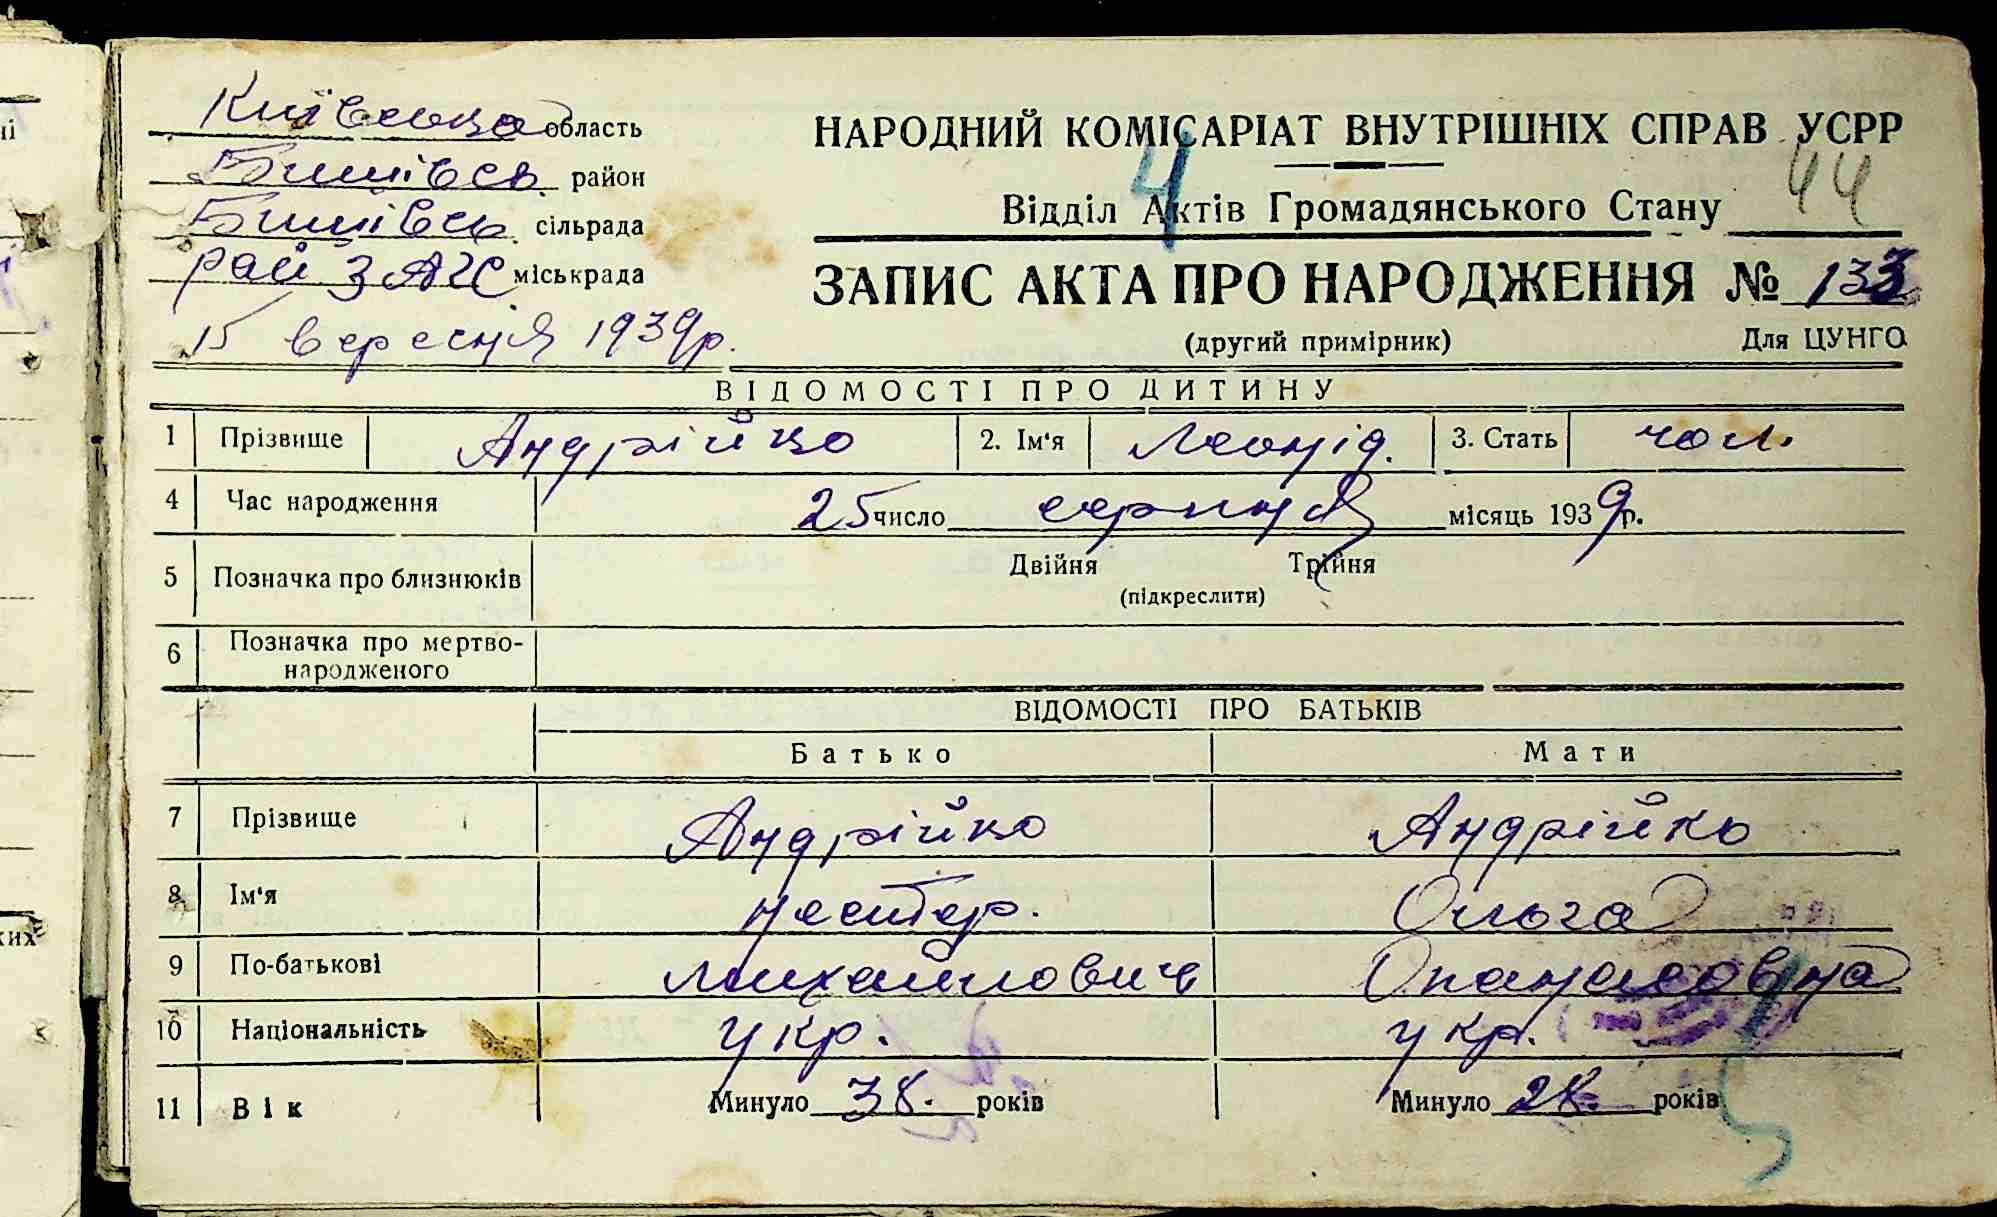 Київська область
НАРОДНИЙ КОМІСАРІАТ ВНУТРІШНІХ СПРАВ УСРР
4
44
район
Відділ Актів Громадянського Стану
сільрада
Рай ЗАГС міськрада
ЗАПИС АКТА ПРО НАРОДЖЕННЯ № 133
15 вересня 1939 р.
(другий примірник) Для ЦУНГО
ВІДОМОСТІ ПРО ДИТИНУ
1 Прізвище Андрійко 2. Ім'я Леонід. 3. Стать чол.
4 Час народження 25 число серпня місяць 1939 р.
5 Позначка про близнюків Двійня Трійня
(підкреслити)
6 Позначка про мертво-
народженого
ВІДОМОСТІ ПРО БАТЬКІВ
Батько Мати
7 Прізвище Андрійко Андрійко
8 Ім'я Нестер. Ольга
9 По-батькові Михайлович Опанасовна
10 Національність укр. укр.
11 Вік Минуло 38. років Минуло 28. років
ких